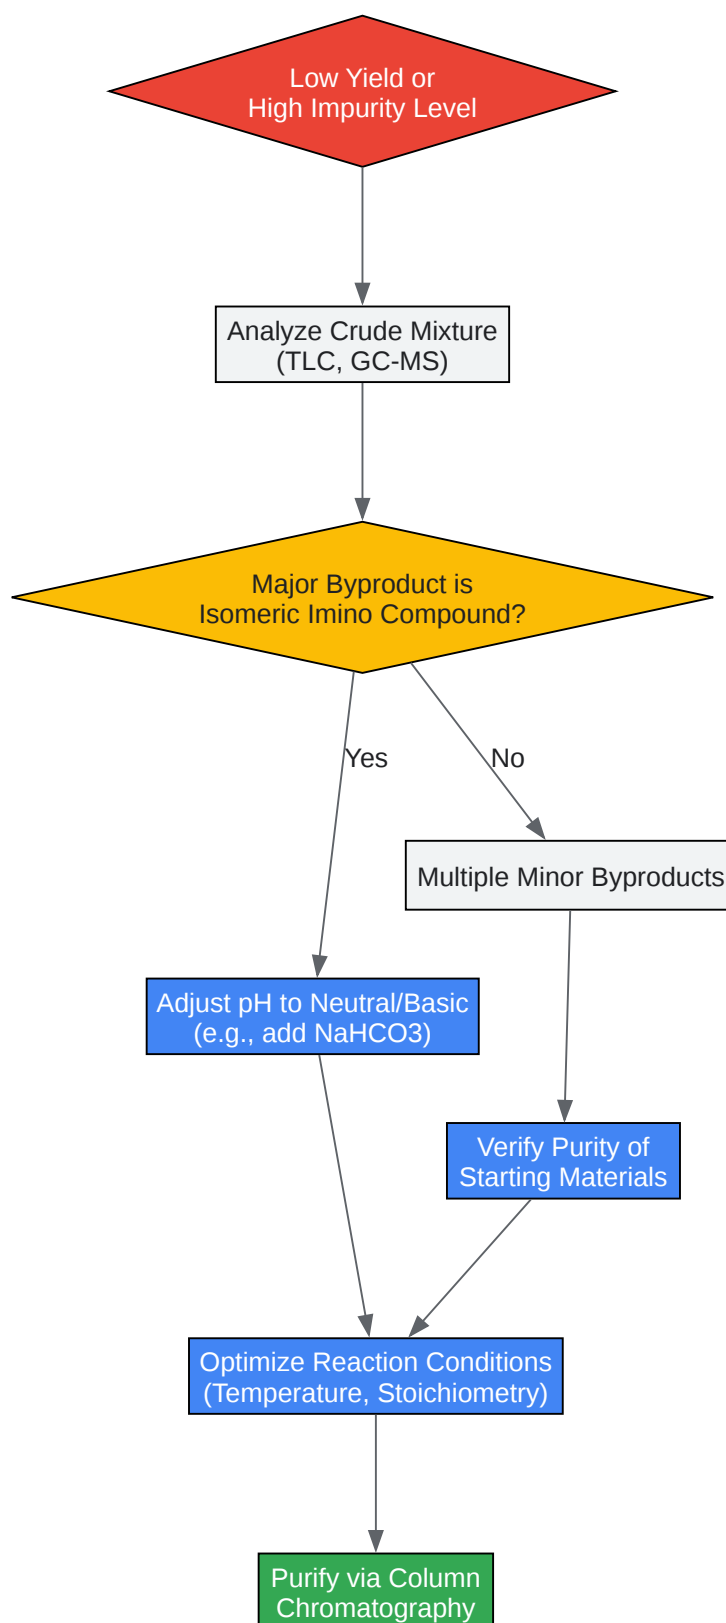 Low Yield or
High Impurity Level
Analyze Crude Mixture
(TLC, GC-MS)
Major Byproduct is
Isomeric Imino Compound?
Yes
No
Multiple Minor Byproducts
Adjust pH to Neutral/Basic
(e.g., add NaHCO3)
Verify Purity of
Starting Materials
Optimize Reaction Conditions
(Temperature, Stoichiometry)
Purify via Column
Chromatography